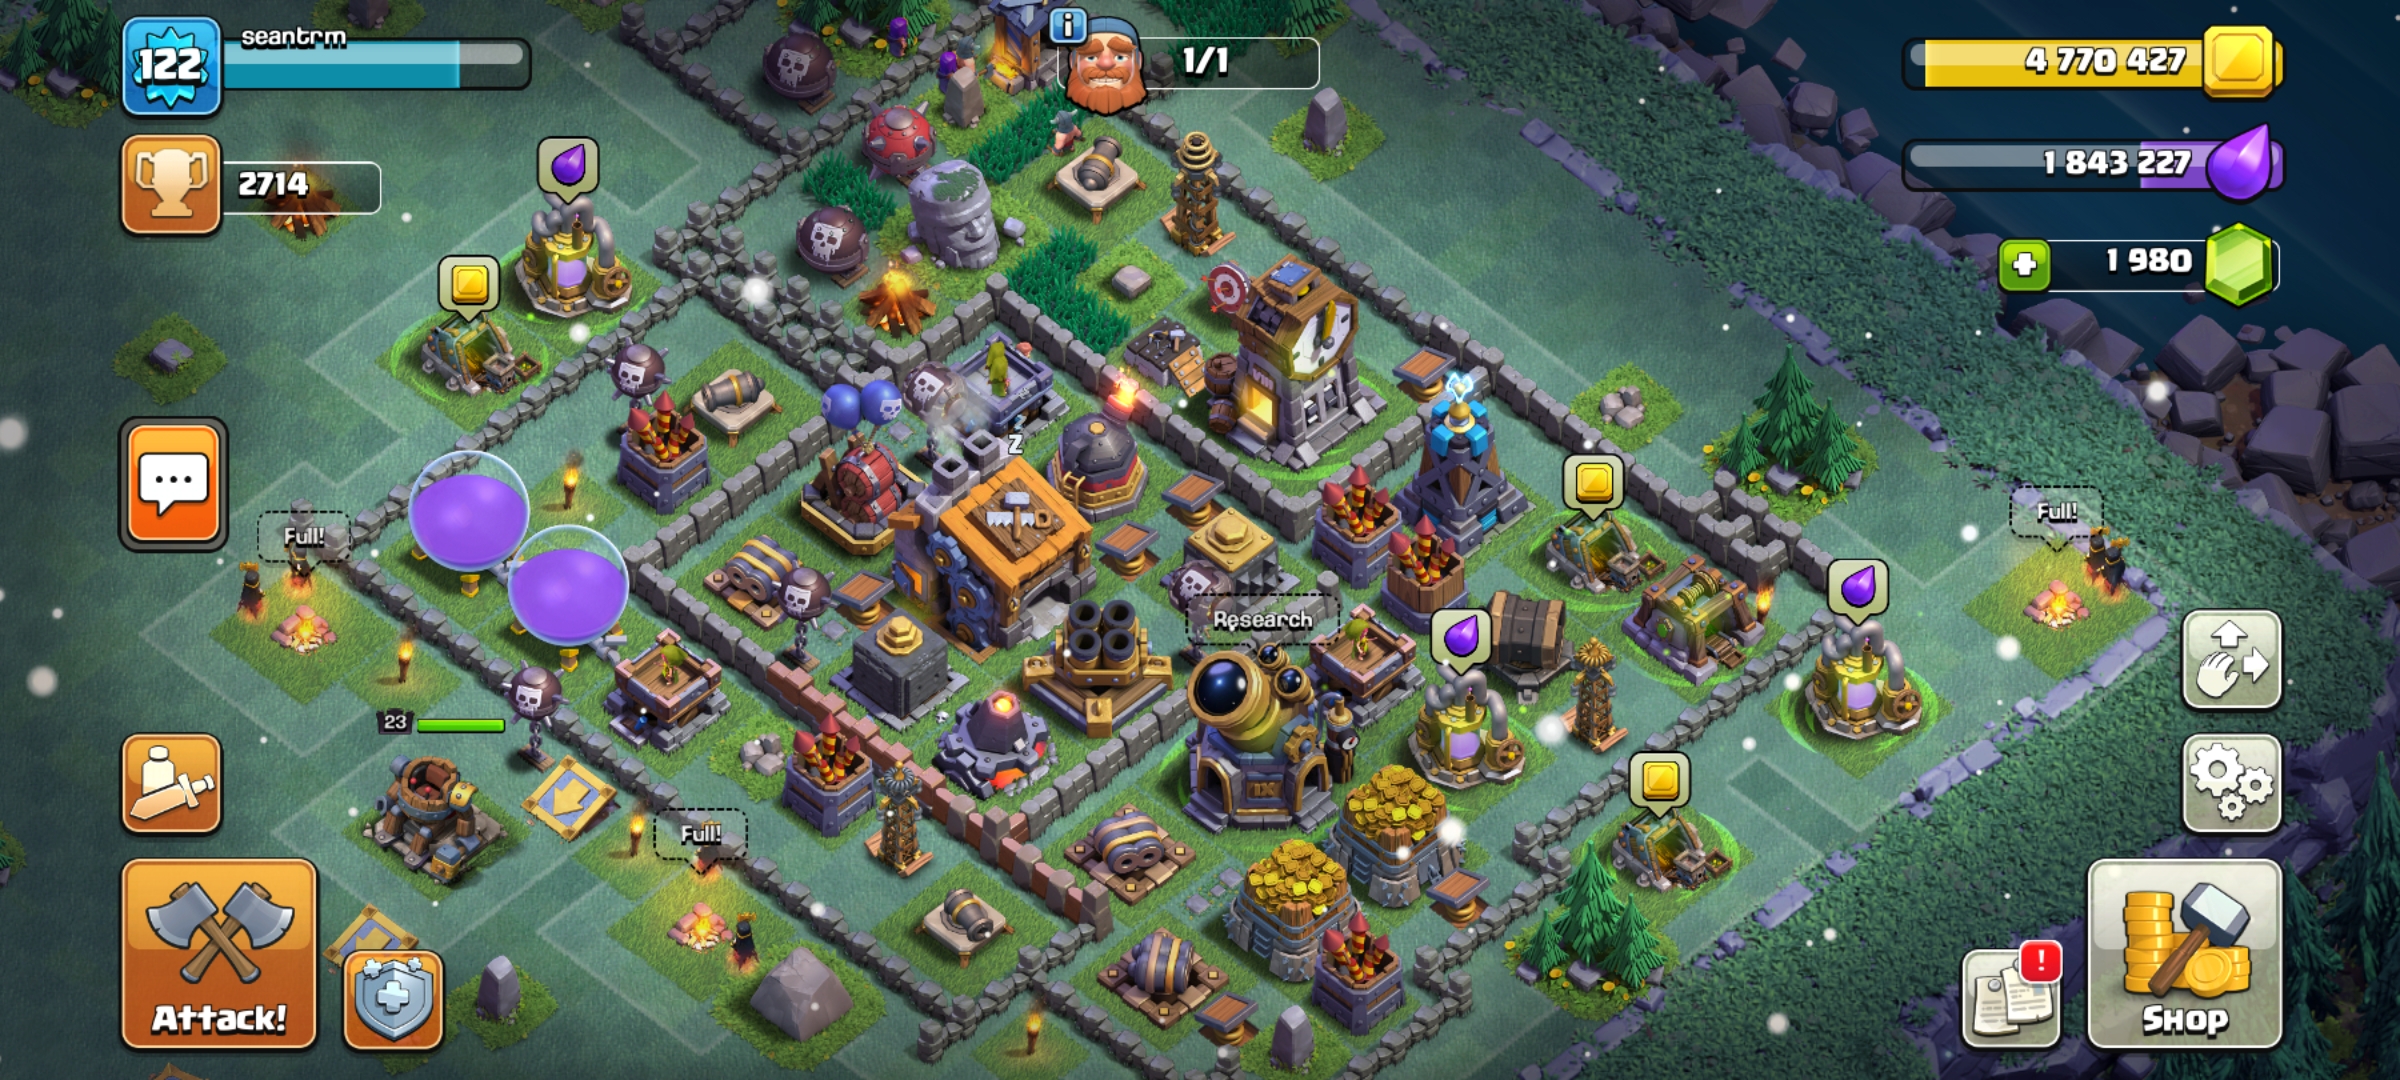 122
seantrm
i
1/1
4 770 427
2714
1 843 227
1 980
Z
Full!
Full!
Research
23
Full!
!
Attack!
Shop